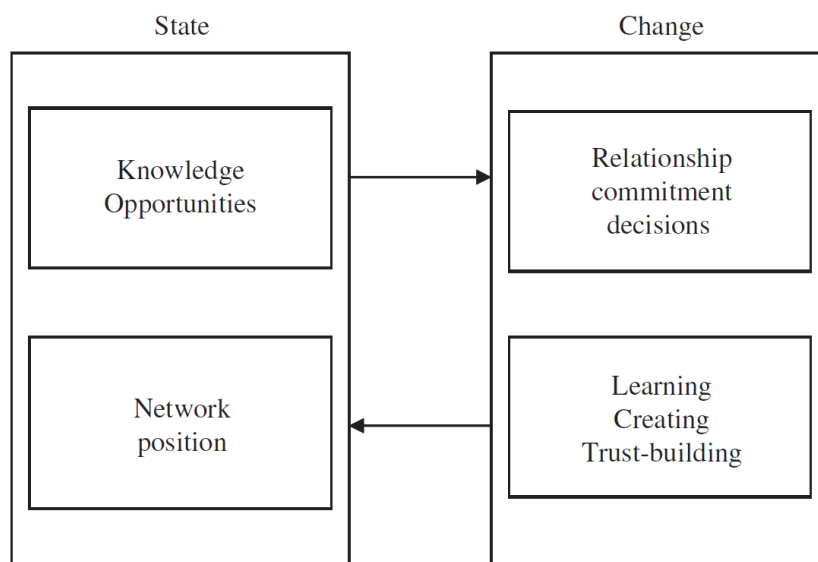 State
Change
Knowledge
Opportunities
Relationship
commitment
decisions
Network
position
Learning
Creating
Trust-building